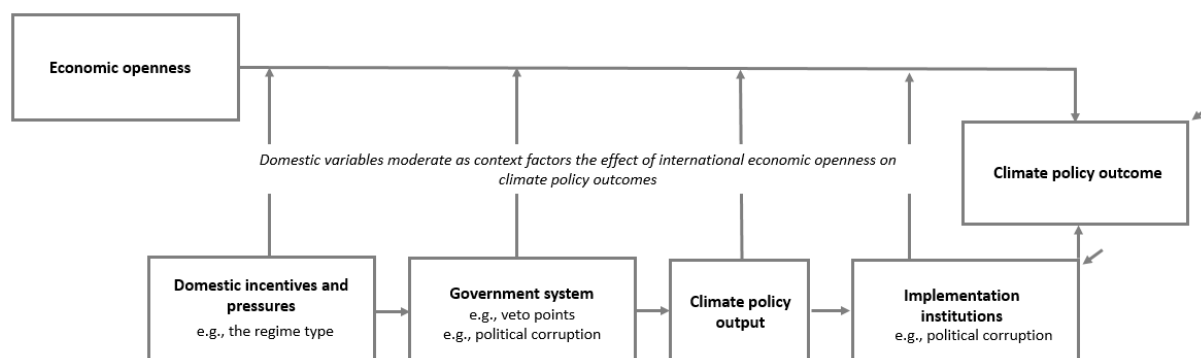 Economic openness
Domestic variables moderate as context factors the effect of international economic openness on
climate policy outcomes
Climate policy outcome
Domestic incentives and
pressures
e.g., the regime type
Government system
e.g., veto points
e.g., political corruption
Climate policy
output
Implementation
institutions
e.g., political corruption